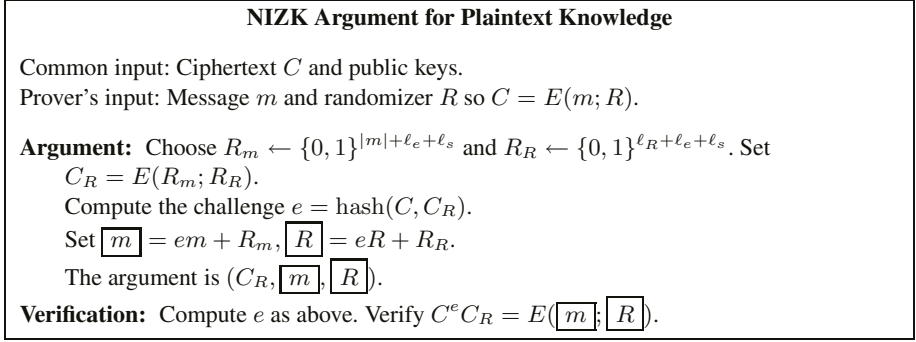 NIZK Argument for Plaintext Knowledge
Common input: Ciphertext C and public keys.
Prover's input: Message m and randomizer R so C = E(m; R).
Argument: Choose R_m ← {0, 1}^{|m|+ℓ_e+ℓ_s} and R_R ← {0, 1}^{ℓ_R+ℓ_e+ℓ_s}. Set
C_R = E(R_m; R_R).
Compute the challenge e = hash(C, C_R).
Set m = em + R_m, R = eR + R_R.
The argument is (C_R, m, R).
Verification: Compute e as above. Verify C^e C_R = E(m; R).